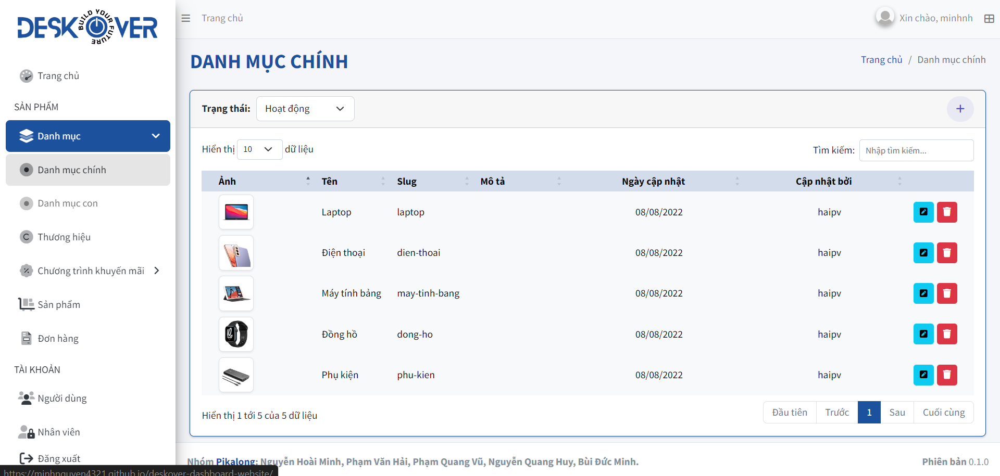 DESKOVER
BUILD YOUR FUTURE
Trang chủ
SẢN PHẨM
Danh mục
Danh mục chính
Danh mục con
C Thương hiệu
Chương trình khuyến mãi
Sản phẩm
Đơn hàng
TÀI KHOẢN
Người dùng
Nhân viên
Đăng xuất
https://minhnguyen4321.github.io/deskover-dashboard-website/
Trang chủ
Xin chào, minhnh
DANH MỤC CHÍNH
Trang chủ / Danh mục chính
Trạng thái: Hoạt động
+
Hiển thị 10 dữ liệu
Tìm kiếm: Nhập tìm kiếm...
Ảnh Tên Slug Mô tả Ngày cập nhật Cập nhật bởi
Laptop laptop 08/08/2022 haipv
Điện thoại dien-thoai 08/08/2022 haipv
Máy tính bảng may-tinh-bang 08/08/2022 haipv
Đồng hồ dong-ho 08/08/2022 haipv
Phụ kiện phu-kien 08/08/2022 haipv
Hiển thị 1 tới 5 của 5 dữ liệu
Đầu tiên Trước 1 Sau Cuối cùng
Nhóm Pikalong: Nguyễn Hoài Minh, Phạm Văn Hải, Phạm Quang Vũ, Nguyễn Quang Huy, Bùi Đức Minh.
Phiên bản 0.1.0